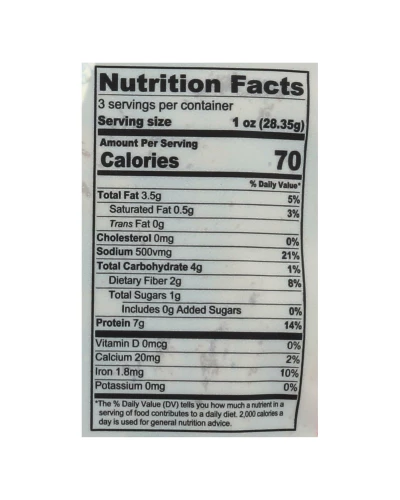 Nutrition Facts
3 servings per container
Serving size 1 oz (28.35g)
Amount Per Serving
Calories 70
% Daily Value*
Total Fat 3.5g 5%
Saturated Fat 0.5g 3%
Trans Fat 0g
Cholesterol 0mg 0%
Sodium 500vmg 21%
Total Carbohydrate 4g 1%
Dietary Fiber 2g 8%
Total Sugars 1g
Includes 0g Added Sugars 0%
Protein 7g 14%
Vitamin D 0mcg 0%
Calcium 20mg 2%
Iron 1.8mg 10%
Potassium 0mg 0%
*The % Daily Value (DV) tells you how much a nutrient in a
serving of food contributes to a daily diet. 2,000 calories a
day is used for general nutrition advice.